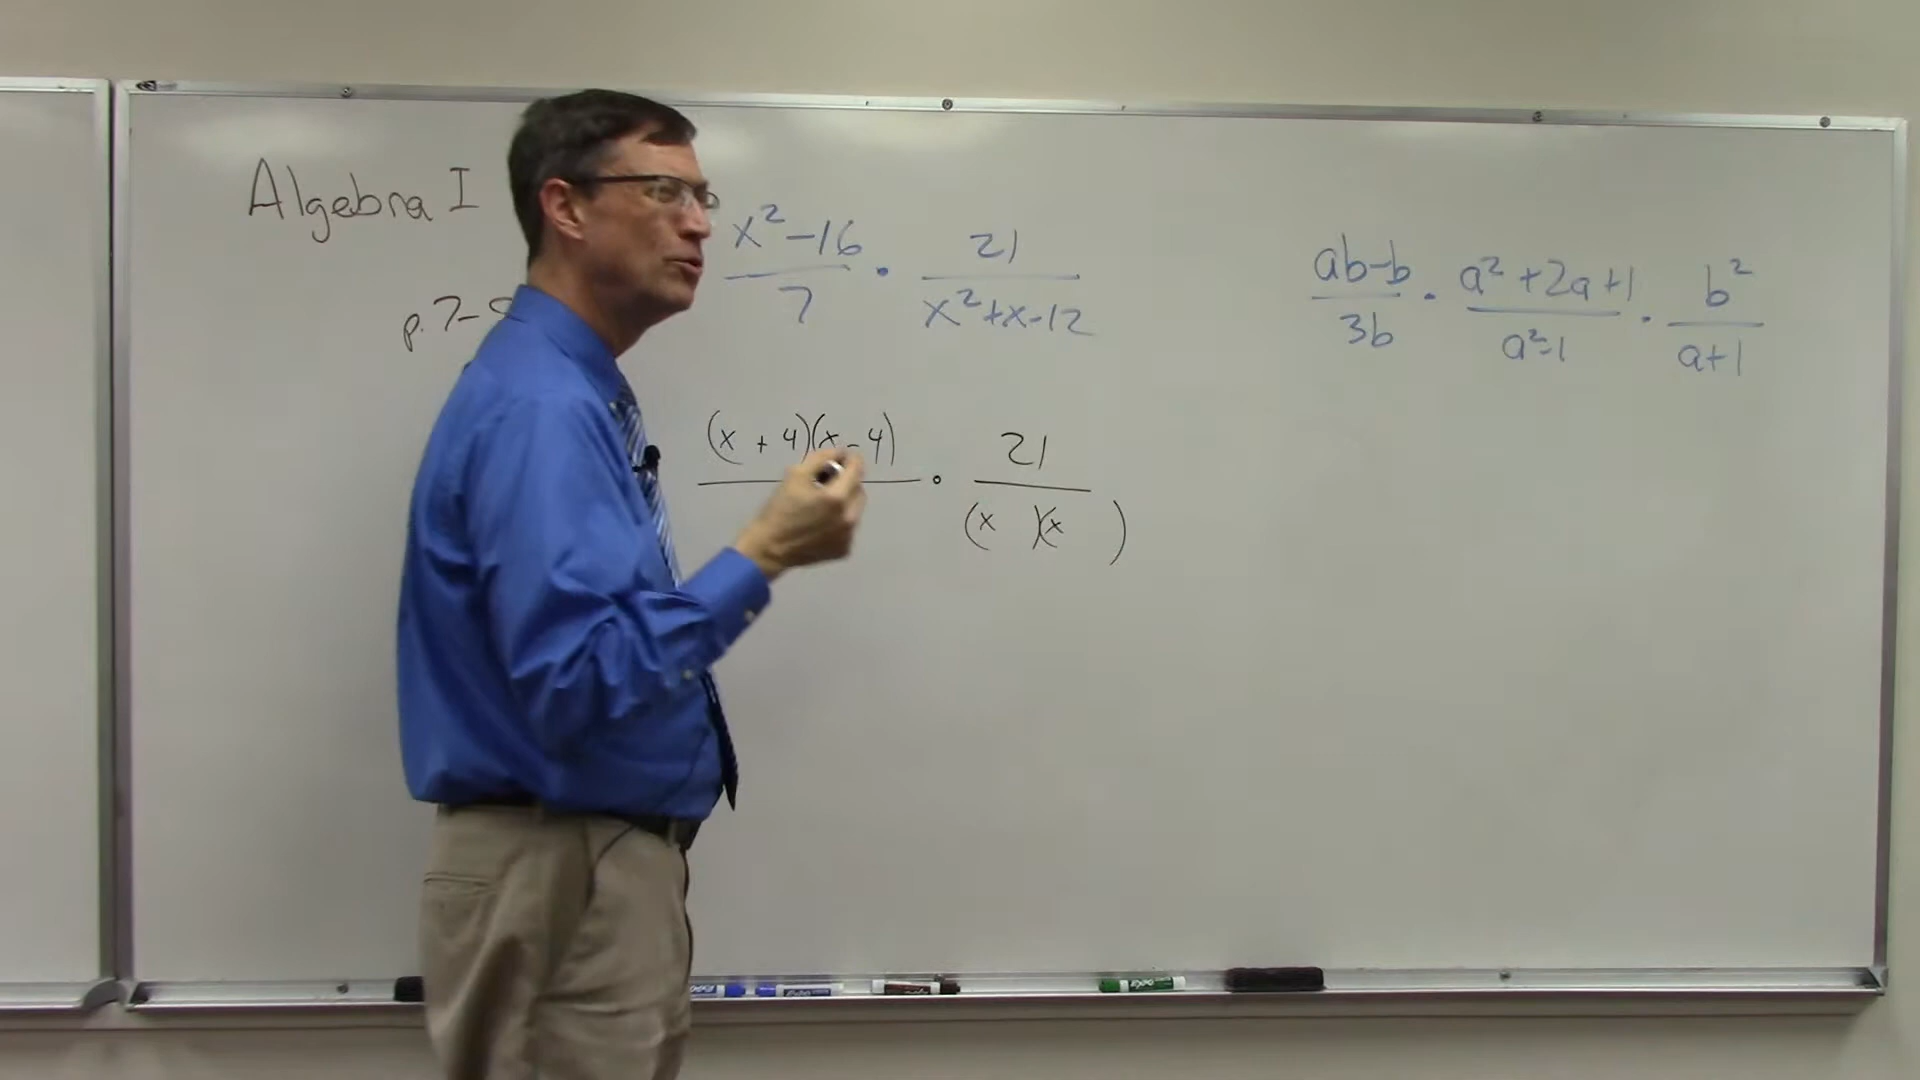 Algebra I
p. 7-
x² - 16
7
·
21
x² + x - 12
ab - b
3b
·
a² + 2a + 1
a² - 1
·
b²
a + 1
(x + 4)(x - 4)
·
21
(x )(x )